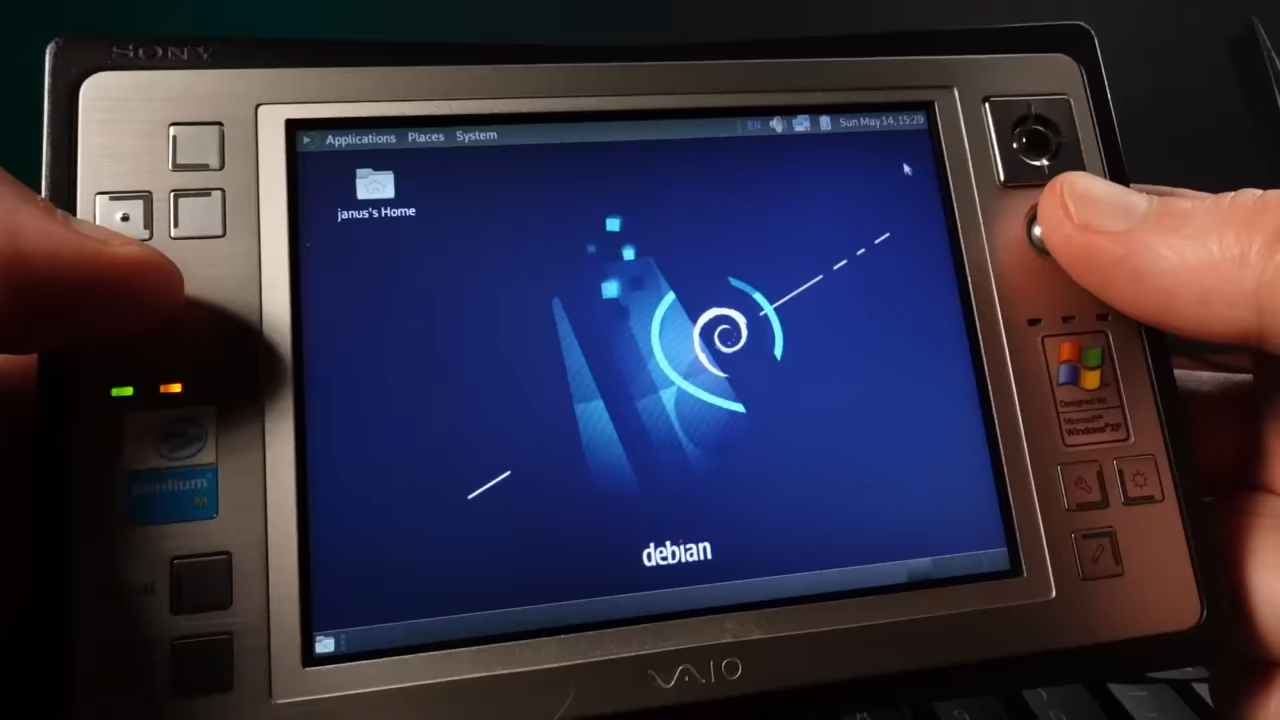 SONY
Applications Places System
EN
Sun May 14, 15:29
janus's Home
pentium
M
Designed for
Microsoft
Windows XP
debian
VAIO